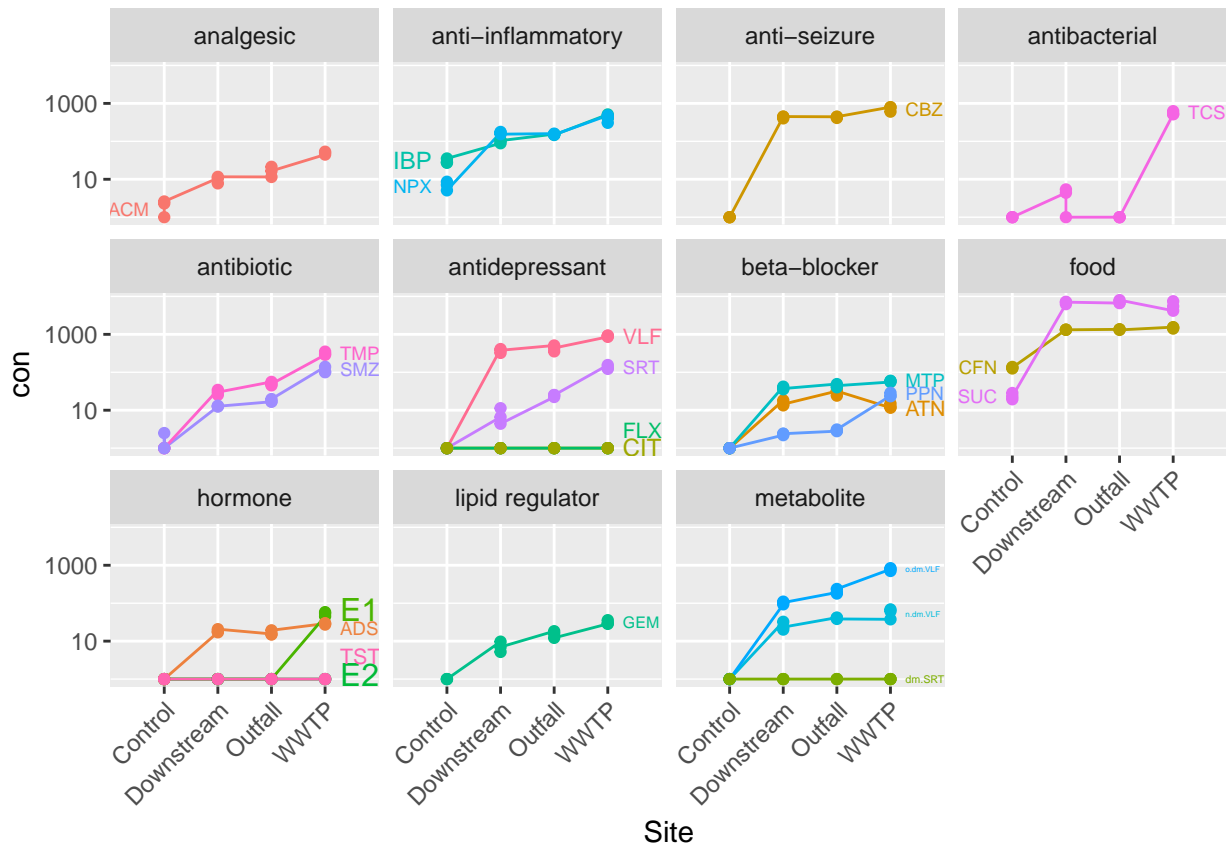 analgesic
anti−inflammatory
anti−seizure
antibacterial
1000
10
ACM
IBP
NPX
CBZ
TCS
antibiotic
antidepressant
beta−blocker
food
1000
10
TMP
SMZ
VLF
SRT
FLX
CIT
MTP
PPN
ATN
CFN
SUC
hormone
lipid regulator
metabolite
1000
10
E1
ADS
TST
E2
GEM
o.dm.VLF
n.dm.VLF
dm.SRT
Control
Downstream
Outfall
WWTP
Control
Downstream
Outfall
WWTP
Control
Downstream
Outfall
WWTP
Control
Downstream
Outfall
WWTP
con
Site